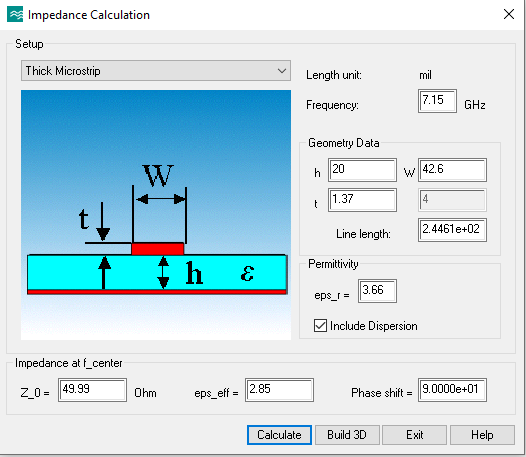 Impedance Calculation
Setup
Thick Microstrip
Length unit: mil
Frequency: 7.15 GHz
W
t
h ε
Geometry Data
h 20 W 42.6
t 1.37 4
Line length: 2.4461e+02
Permittivity
eps_r = 3.66
Include Dispersion
Impedance at f_center
Z_0 = 49.99 Ohm eps_eff = 2.85 Phase shift = 9.0000e+01
Calculate Build 3D Exit Help